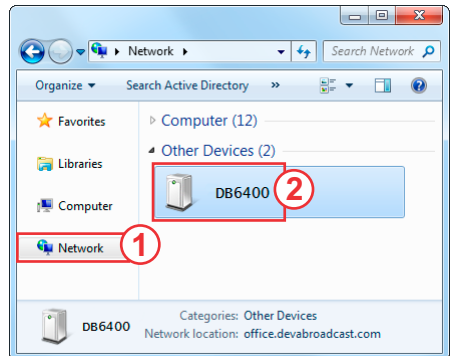 Network
Search Network
Organize
Search Active Directory
»
Favorites
Computer (12)
Other Devices (2)
Libraries
DB6400
2
Computer
Network
1
DB6400
Categories: Other Devices
Network location: office.devabroadcast.com